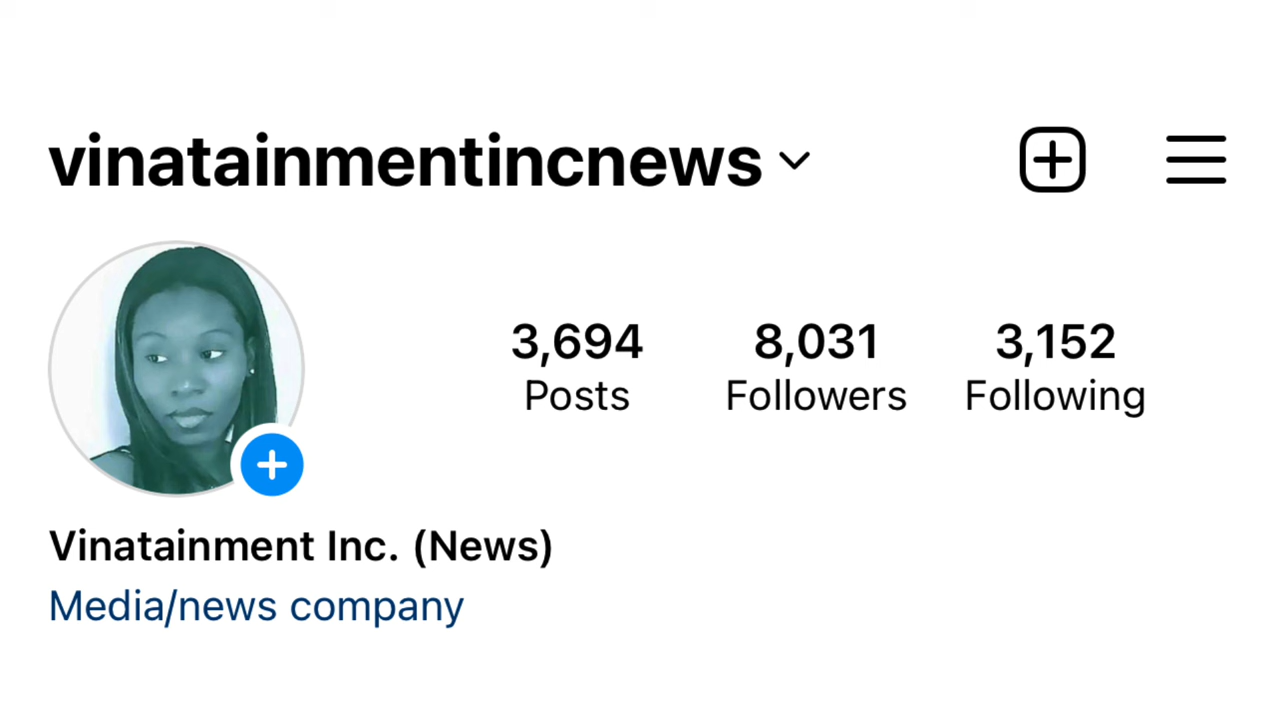 vinatainmentincnews
3,694 8,031 3,152
Posts Followers Following
Vinatainment Inc. (News)
Media/news company